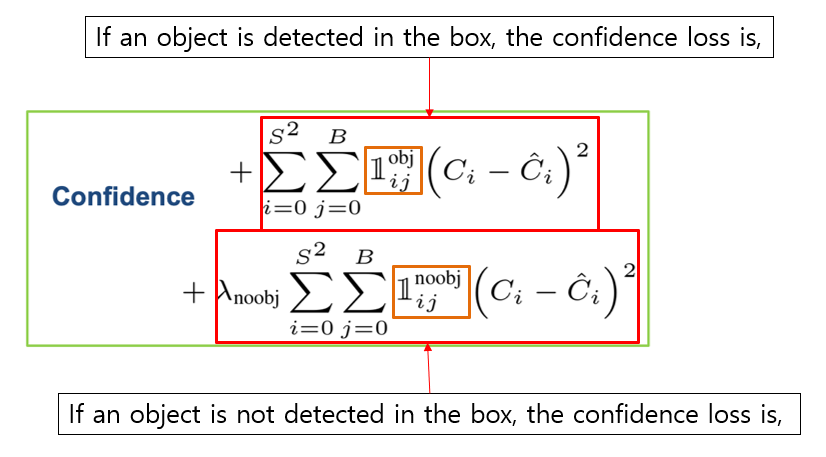 If an object is detected in the box, the confidence loss is,
Confidence
+ \sum_{i=0}^{S^2} \sum_{j=0}^{B} \mathbb{1}_{ij}^{\text{obj}} \left( C_i - \hat{C}_i \right)^2
+ \lambda_{\text{noobj}} \sum_{i=0}^{S^2} \sum_{j=0}^{B} \mathbb{1}_{ij}^{\text{noobj}} \left( C_i - \hat{C}_i \right)^2
If an object is not detected in the box, the confidence loss is,